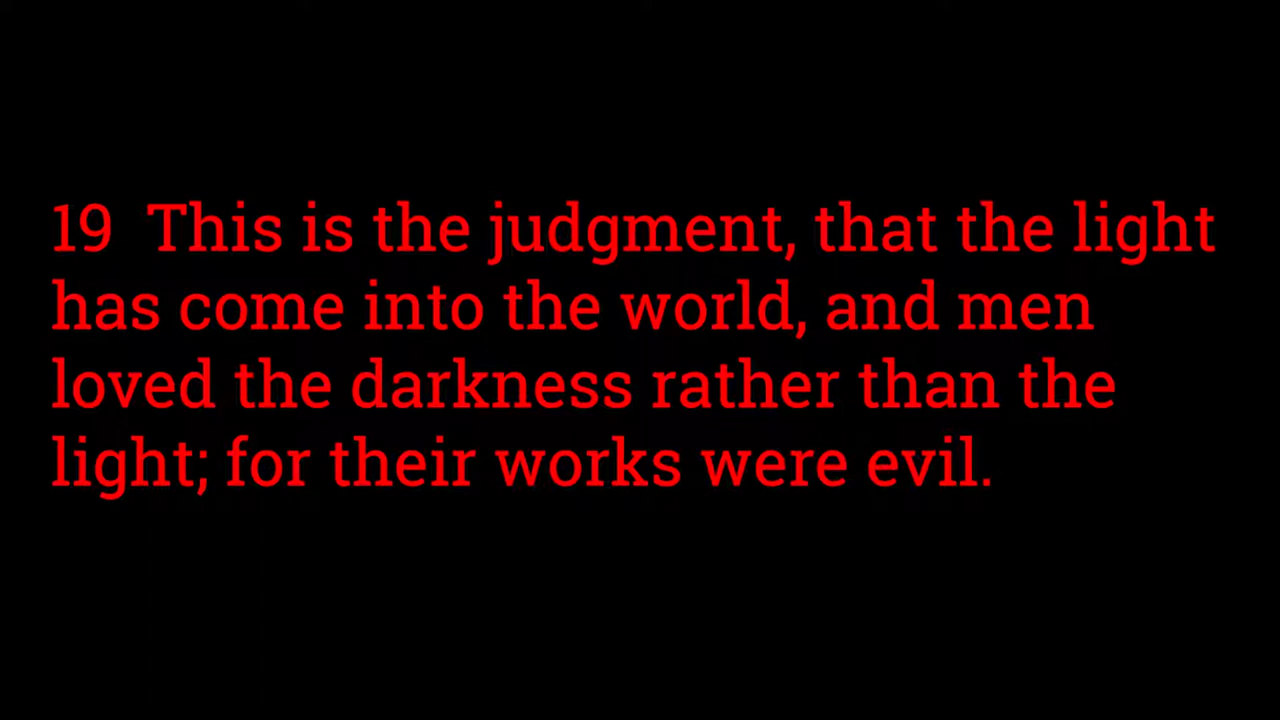 19  This is the judgment, that the light
has come into the world, and men
loved the darkness rather than the
light; for their works were evil.